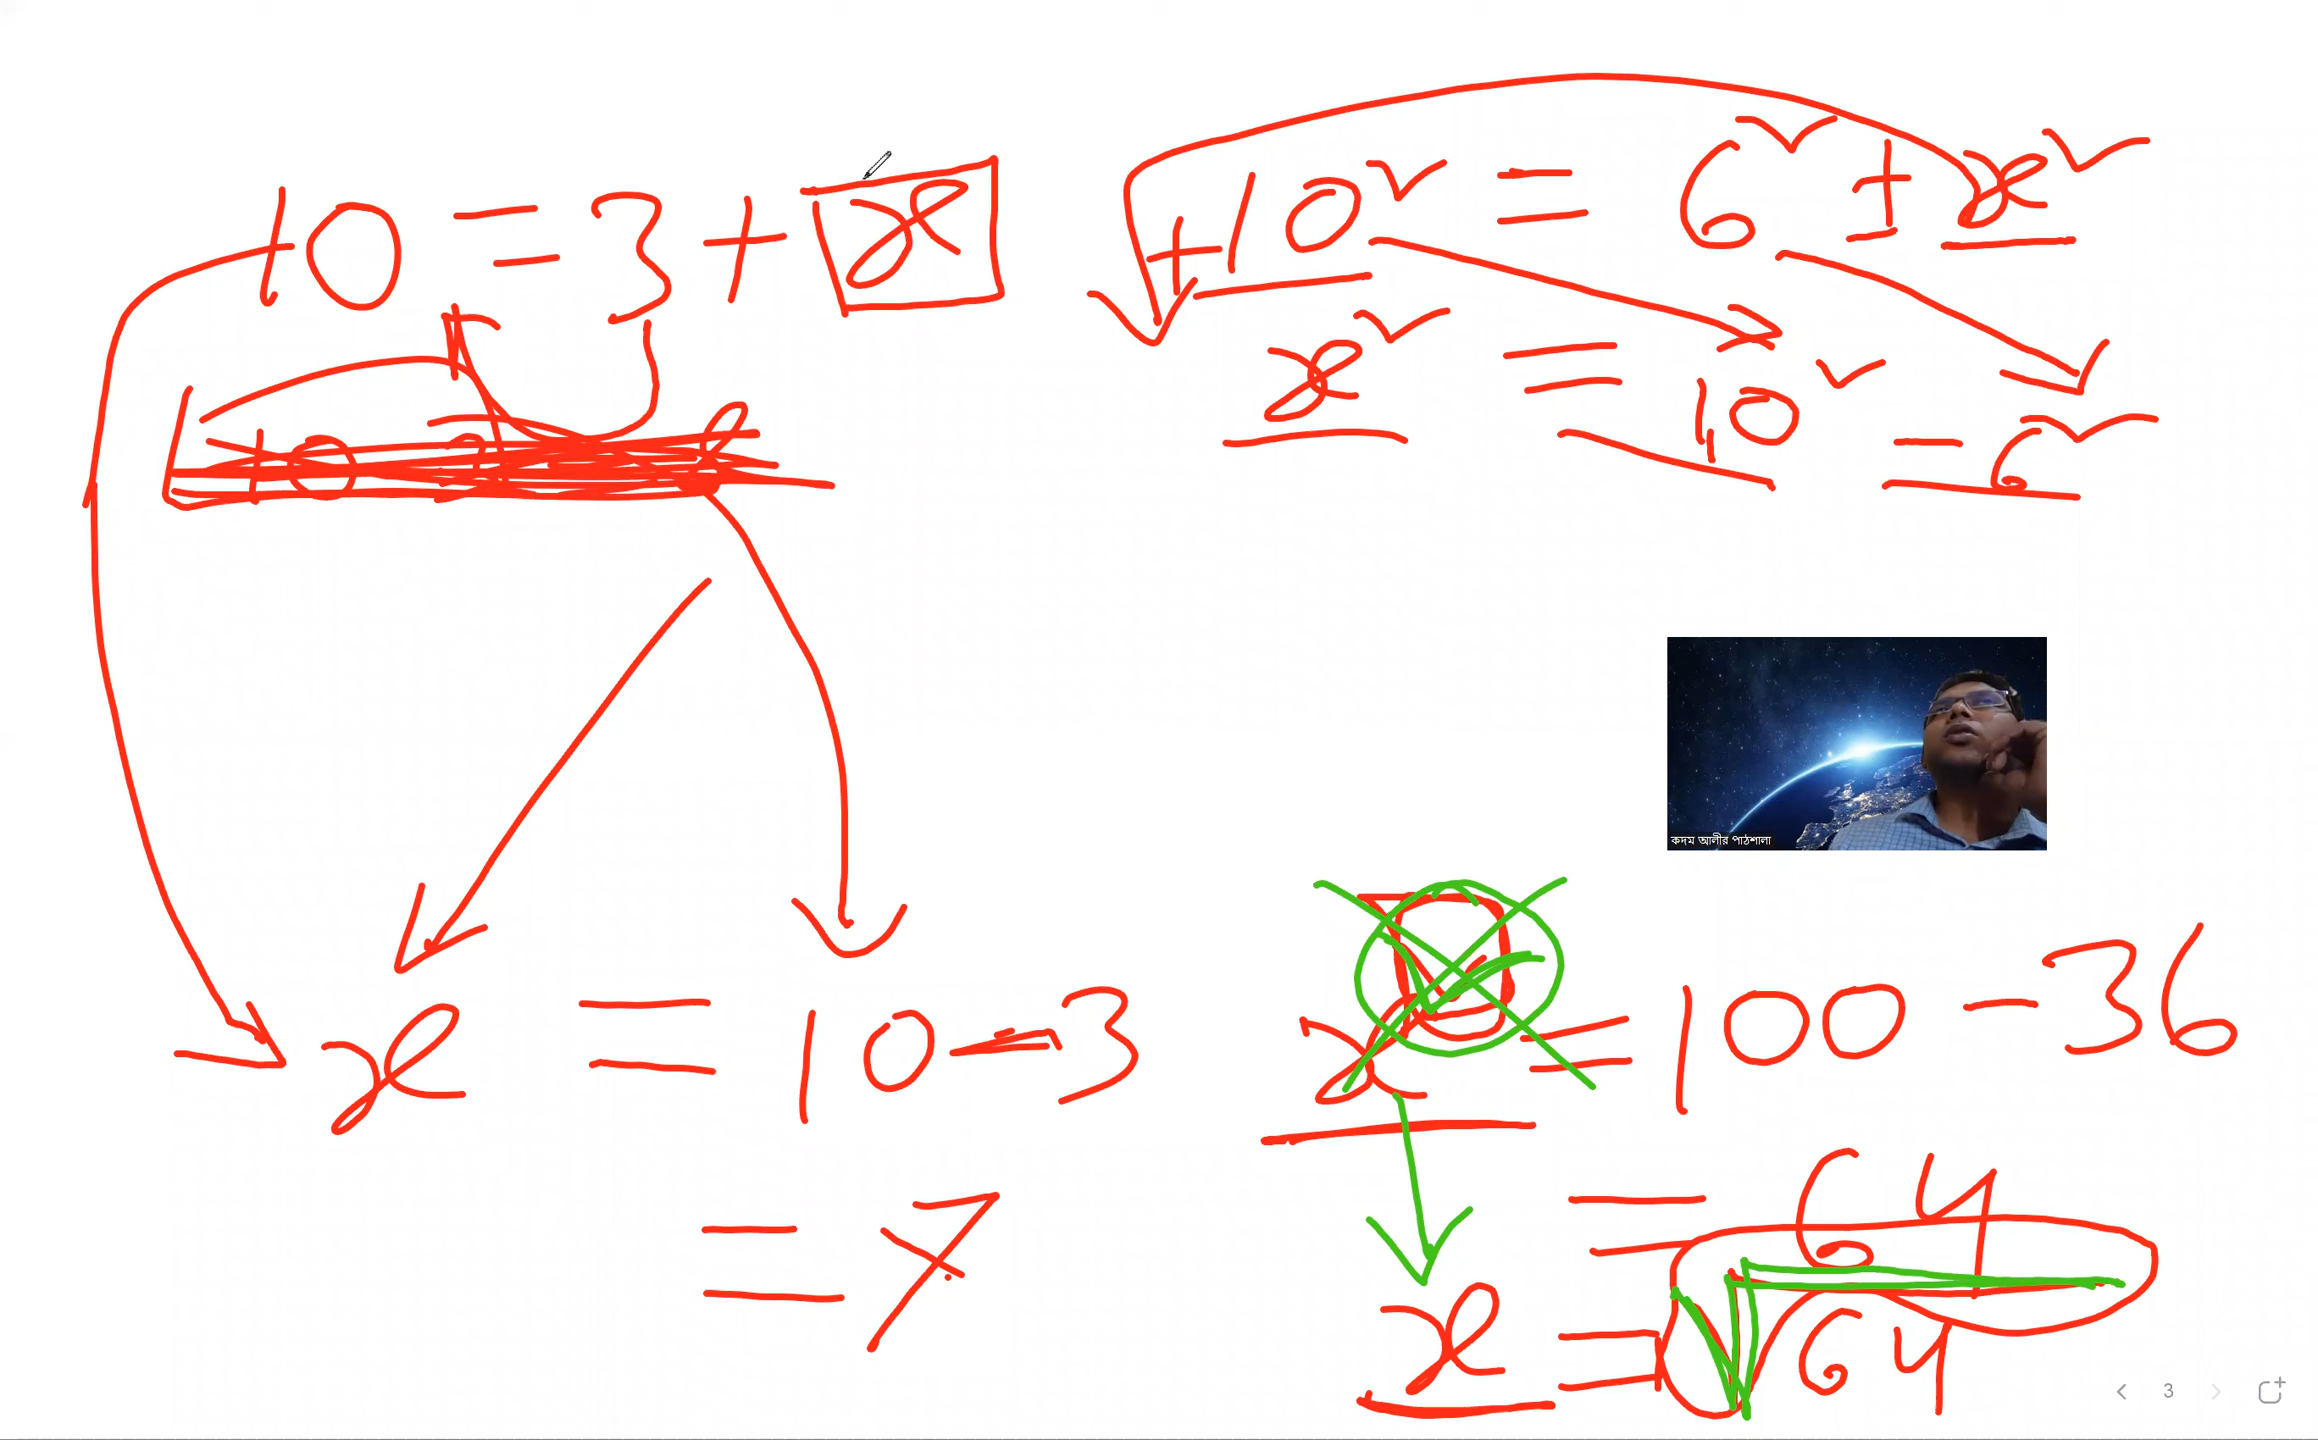 10 = 3 + x
x = 10 - 3
= 7
+10² = 6² + x²
x² = 10² - 6²
কদম আলীর পাঠশালা
x = 100 - 36
= 64
x = √64
3